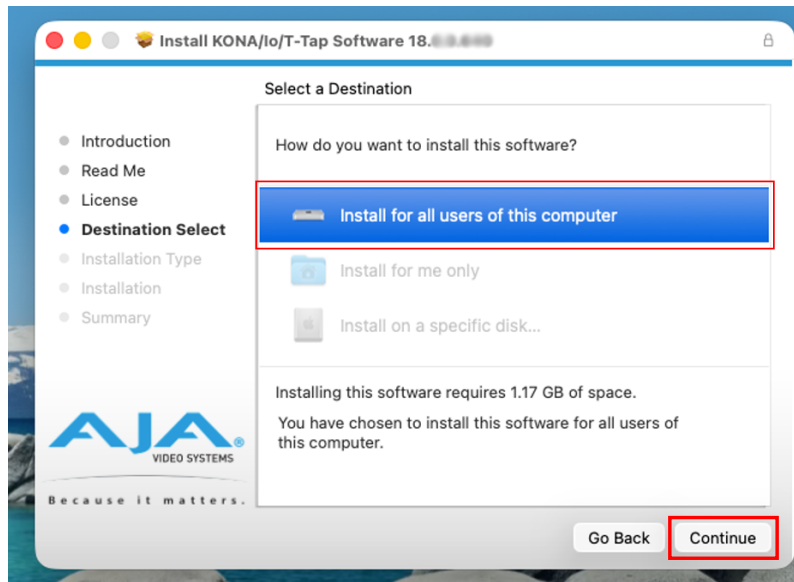 Install KONA/Io/T-Tap Software 18.
Select a Destination
Introduction
Read Me
License
Destination Select
Installation Type
Installation
Summary
How do you want to install this software?
Install for all users of this computer
Install for me only
Install on a specific disk...
Installing this software requires 1.17 GB of space.
You have chosen to install this software for all users of
this computer.
AJA®
VIDEO SYSTEMS
Because it matters.
Go Back
Continue